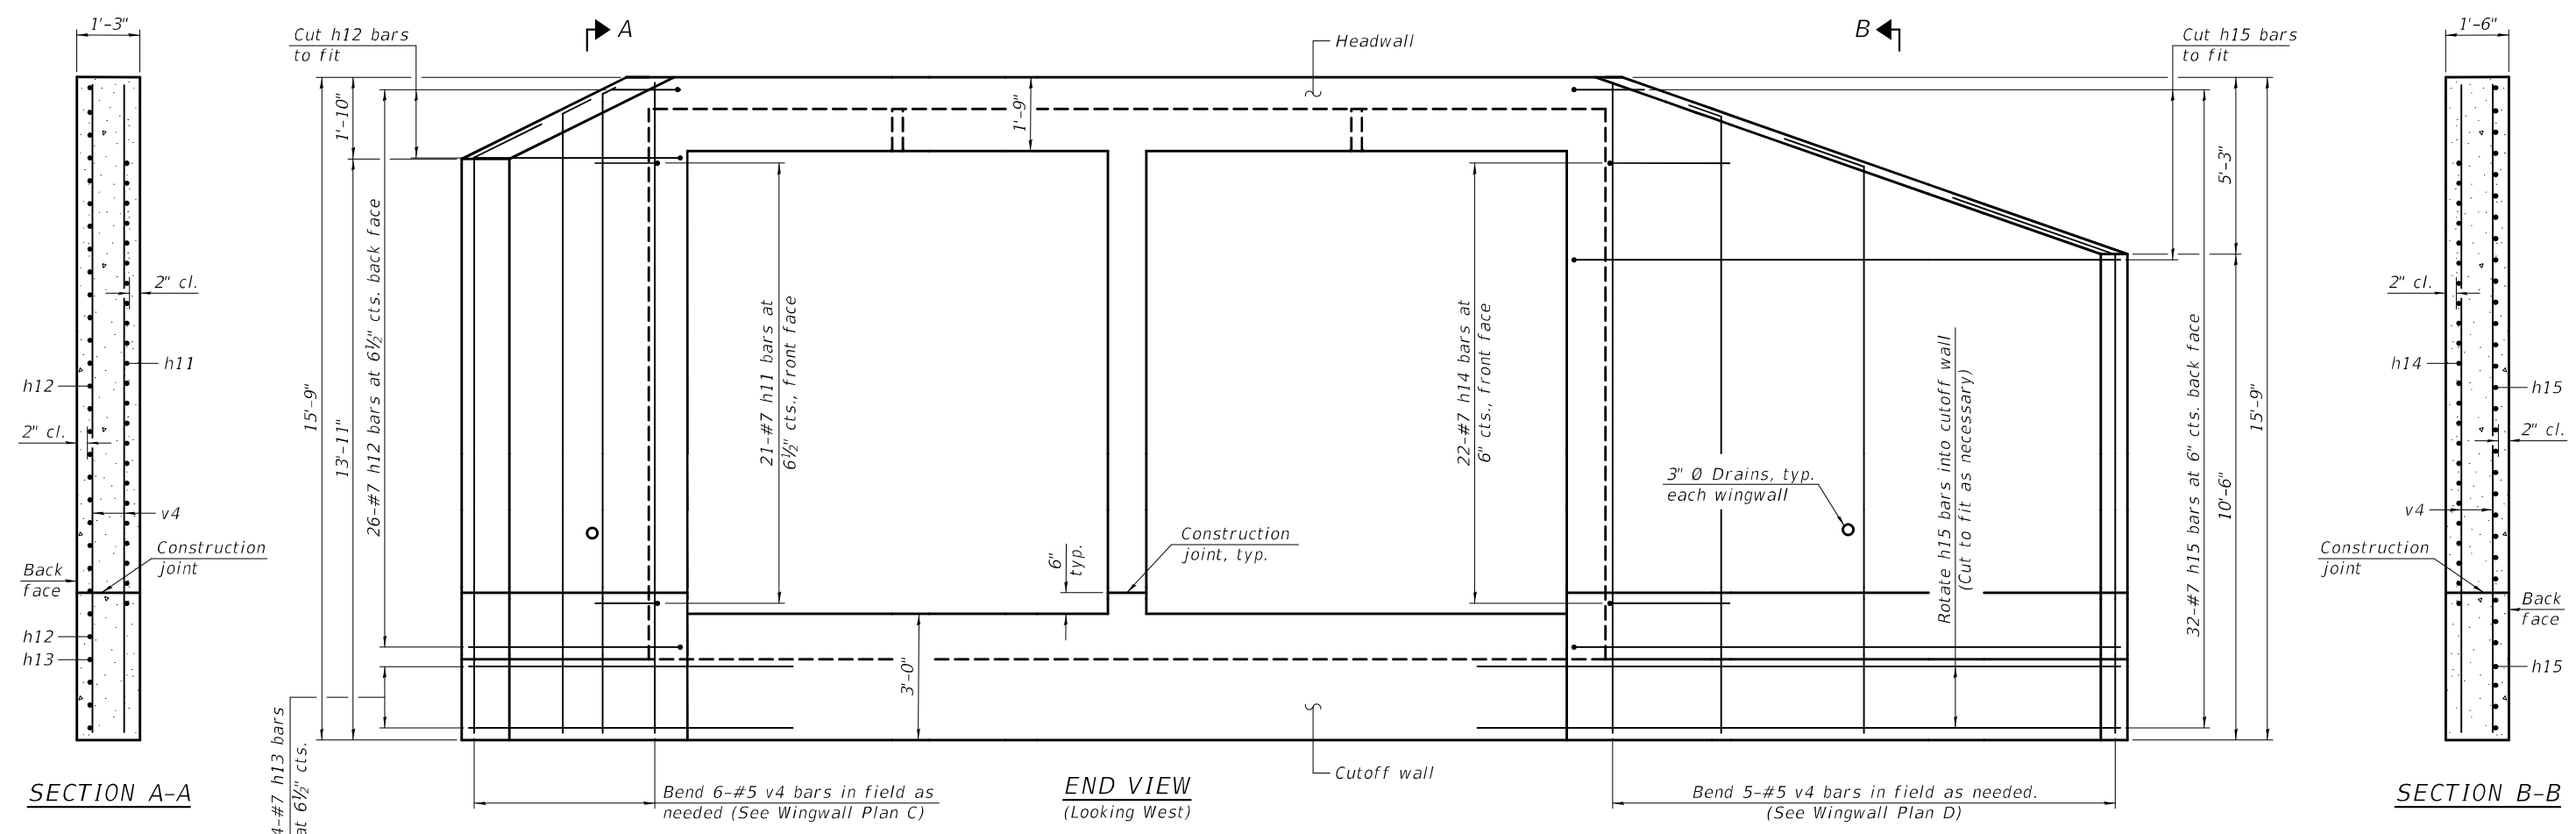 1'-3"
2" cl.
h11
h12
2" cl.
v4
Construction
joint
Back
face
h12
h13
SECTION A-A
Cut h12 bars
to fit
A
1'-10"
15'-9"
13'-11"
26-#7 h12 bars at 6½" cts. back face
4-#7 h13 bars
at 6½" cts.
Bend 6-#5 v4 bars in field as
needed (See Wingwall Plan C)
Headwall
1'-9"
21-#7 h11 bars at
6½" cts., front face
22-#7 h14 bars at
6" cts., front face
6"
typ.
Construction
joint, typ.
3'-0"
Cutoff wall
END VIEW
(Looking West)
B
Cut h15 bars
to fit
5'-3"
3" Ø Drains, typ.
each wingwall
Rotate h15 bars into cutoff wall
(Cut to fit as necessary)
32-#7 h15 bars at 6" cts. back face
10'-6"
15'-9"
Bend 5-#5 v4 bars in field as needed.
(See Wingwall Plan D)
1'-6"
2" cl.
h14
h15
2" cl.
v4
Construction
joint
Back
face
h15
SECTION B-B